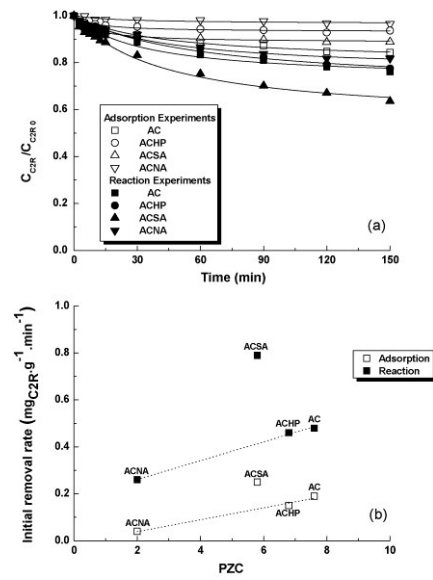 1.0
0.8
0.6
0.4
0.2
0.0
C_C2R/C_C2R 0
Adsorption Experiments
AC
ACHP
ACSA
ACNA
Reaction Experiments
AC
ACHP
ACSA
ACNA
(a)
0 30 60 90 120 150
Time (min)
1.0
0.8
0.6
0.4
0.2
0.0
Initial removal rate (mg_C2R.g^-1.min^-1)
ACSA
Adsorption
Reaction
ACHP
AC
ACNA
ACSA
AC
ACHP
ACNA
(b)
0 2 4 6 8 10
PZC